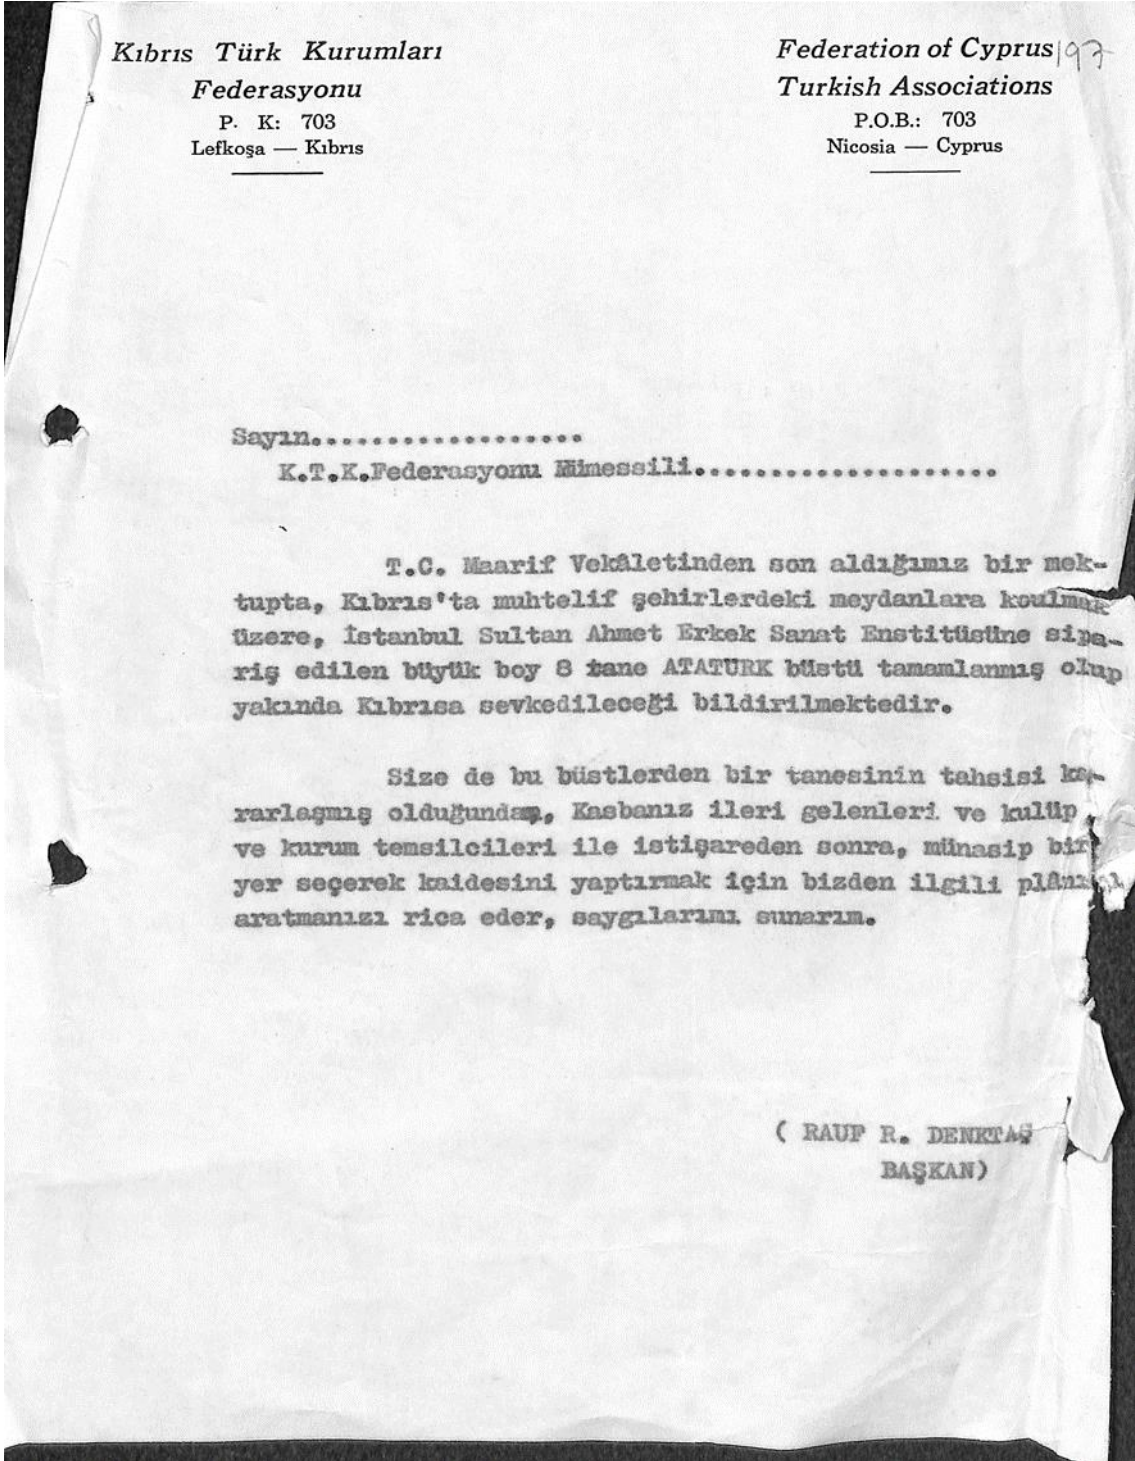 Kıbrıs Türk Kurumları
Federasyonu
P. K: 703
Lefkoşa — Kıbrıs
Federation of Cyprus
Turkish Associations
P.O.B.: 703
Nicosia — Cyprus
197
Sayın..................
K.T.K.Federasyonu Mümessili....................
T.C. Maarif Vekâletinden son aldığımız bir mek-
tupta, Kıbrıs'ta muhtelif şehirlerdeki meydanlara koulmak
üzere, İstanbul Sultan Ahmet Erkek Sanat Enstitüsüne sipa-
riş edilen büyük boy 8 tane ATATURK büstü tamamlanmış olup
yakında Kıbrısa sevkedileceği bildirilmektedir.
Size de bu büstlerden bir tanesinin tahsisi ka-
rarlaşmış olduğundan, Kasbanız ileri gelenleri ve kulüp
ve kurum temsilcileri ile istişareden sonra, münasip bir
yer seçerek kaidesini yaptırmak için bizden ilgili plânı
aratmanızı rica eder, saygılarımı sunarım.
( RAUF R. DENKTAŞ
BAŞKAN)